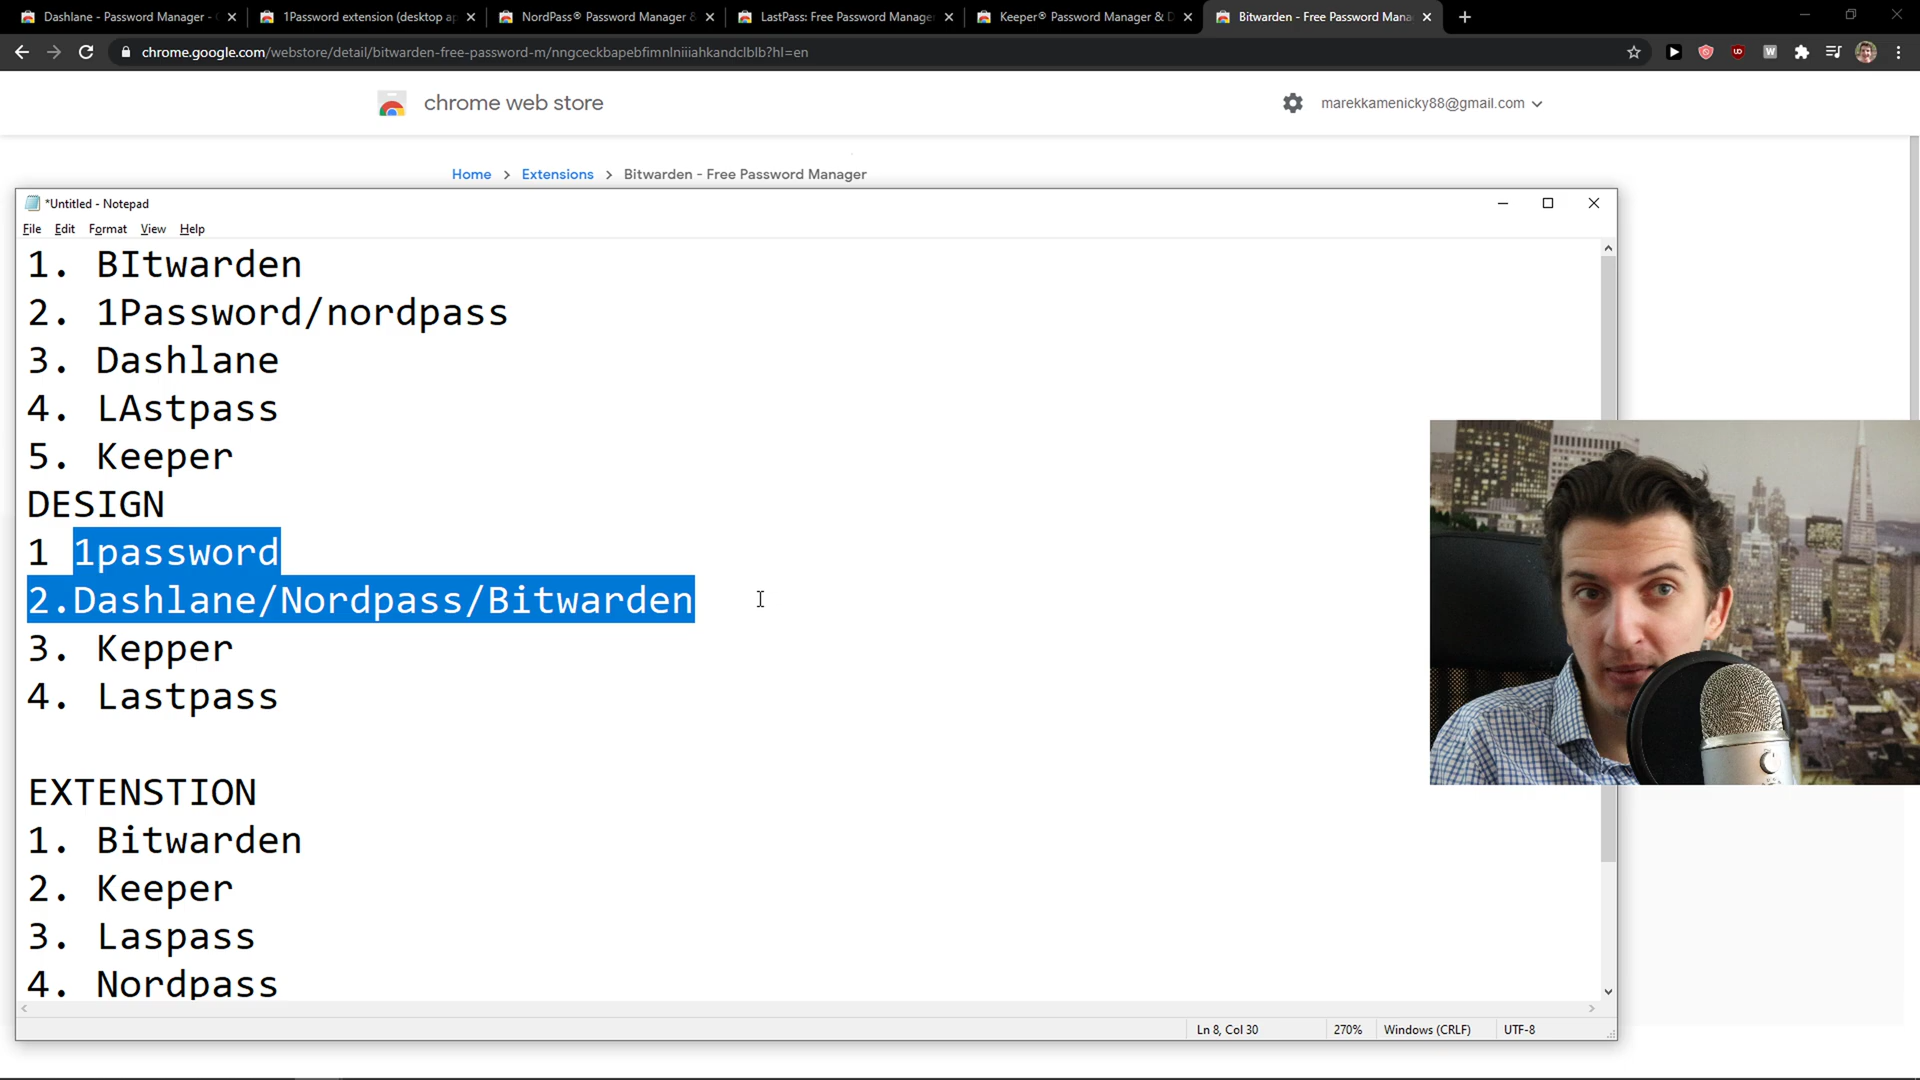 Dashlane - Password Manager -
1Password extension (desktop ap
NordPass® Password Manager &
LastPass: Free Password Manager
Keeper® Password Manager & D
Bitwarden - Free Password Mana
chrome.google.com/webstore/detail/bitwarden-free-password-m/nngceckbapebfimnlniiiahkandclblb?hl=en
chrome web store
marekkamenicky88@gmail.com
Home > Extensions > Bitwarden - Free Password Manager
*Untitled - Notepad
File Edit Format View Help
1. BItwarden
2. 1Password/nordpass
3. Dashlane
4. LAstpass
5. Keeper
DESIGN
1 1password
2.Dashlane/Nordpass/Bitwarden
3. Kepper
4. Lastpass
EXTENSTION
1. Bitwarden
2. Keeper
3. Laspass
4. Nordpass
Ln 8, Col 30 270% Windows (CRLF) UTF-8